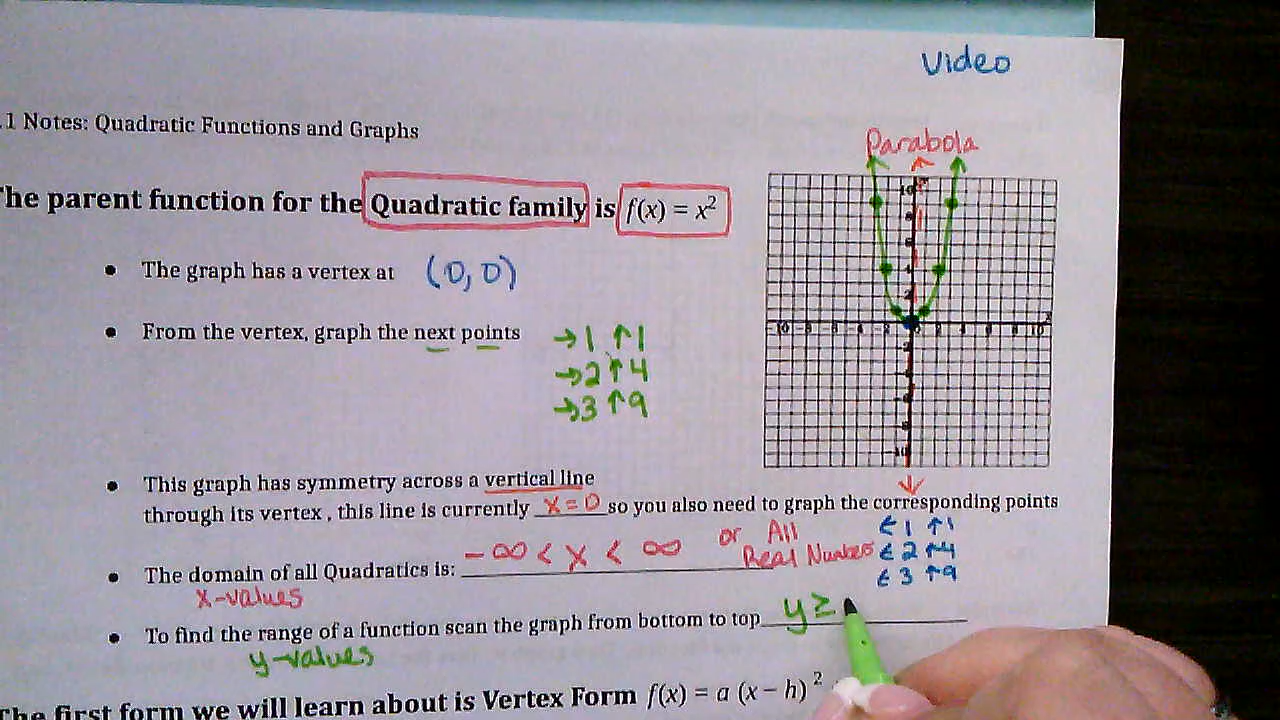 Video
.1 Notes: Quadratic Functions and Graphs
Parabola
The parent function for the Quadratic family is f(x) = x²
• The graph has a vertex at (0, 0)
• From the vertex, graph the next points →1 ↑1
→2 ↑4
→3 ↑9
• This graph has symmetry across a vertical line
through its vertex , this line is currently x = 0 so you also need to graph the corresponding points
← 1 ↑1
← 2 ↑4
← 3 ↑9
• The domain of all Quadratics is: -∞ < x < ∞ or All
Real Numbers
x-values
• To find the range of a function scan the graph from bottom to top y ≥
y-values
The first form we will learn about is Vertex Form f(x) = a (x – h) ²